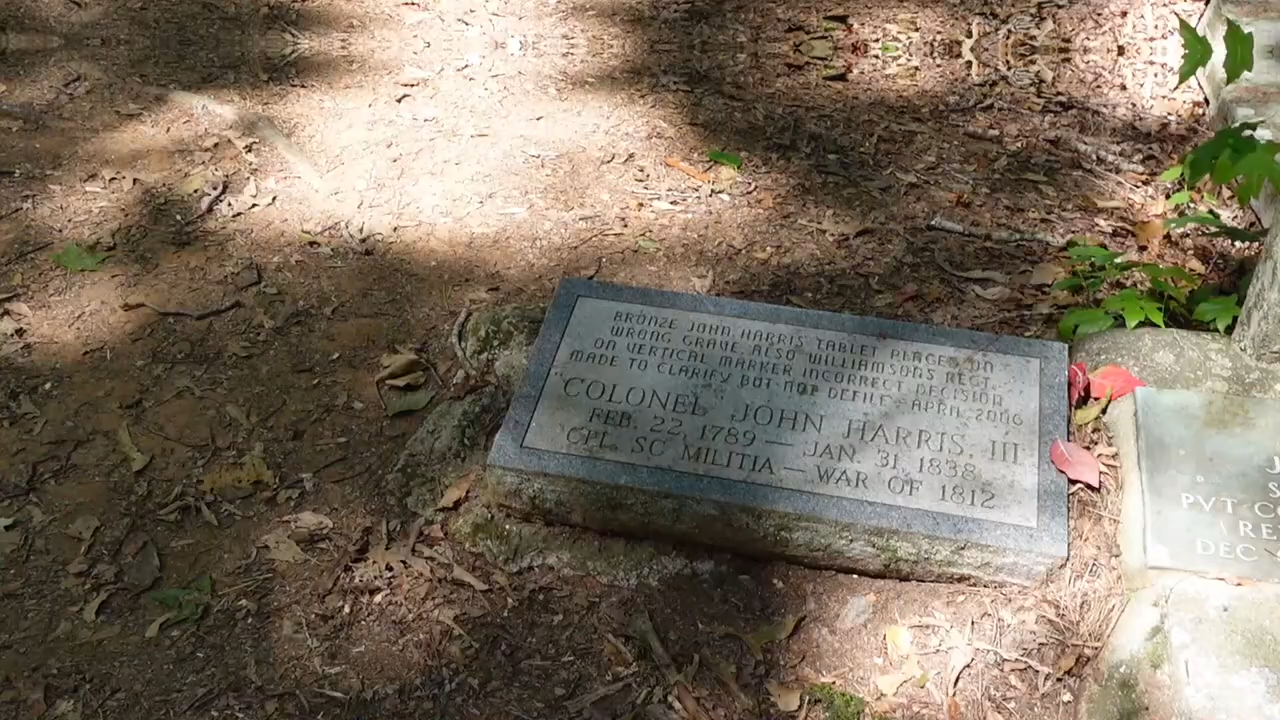 BRONZE JOHN HARRIS TABLET PLACED ON
WRONG GRAVE. ALSO WILLIAMSONS REGT.
ON VERTICAL MARKER INCORRECT DECISION
MADE TO CLARIFY BUT NOT DEFILE - APRIL 2006
COLONEL JOHN HARRIS, III
FEB. 22, 1789 — JAN. 31, 1838
CPL. SC MILITIA — WAR OF 1812
J
S
PVT C
RE
DEC